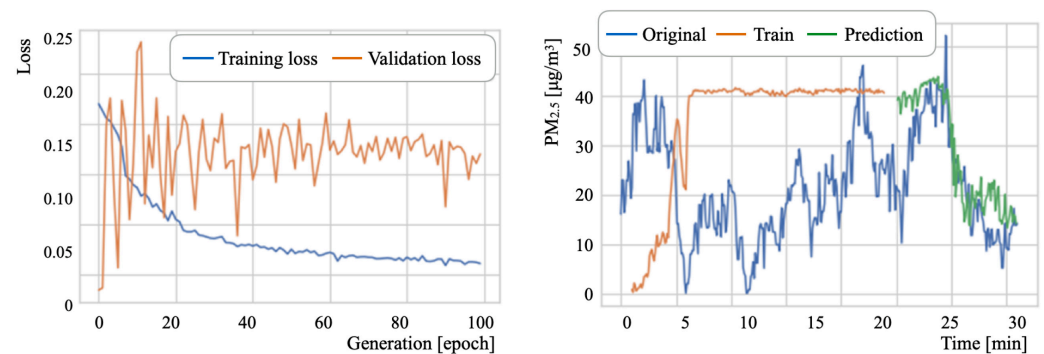 Loss
0.25
0.20
0.15
0.10
0.05
0
Training loss
Validation loss
0 20 40 60 80 100
Generation [epoch]
PM2.5 [µg/m³]
50
40
30
20
10
0
Original
Train
Prediction
0 5 10 15 20 25 30
Time [min]